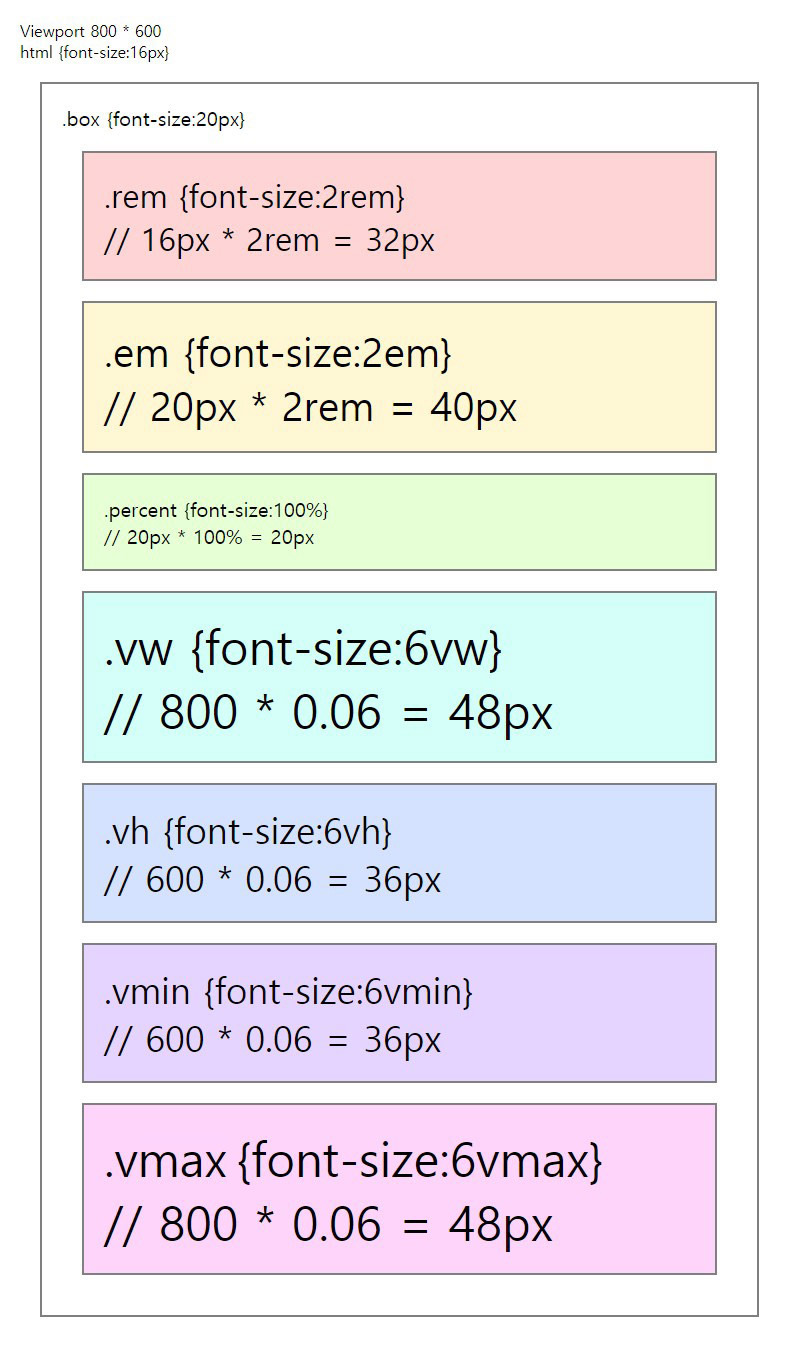 Viewport 800 * 600
html {font-size:16px}
.box {font-size:20px}
.rem {font-size:2rem}
// 16px * 2rem = 32px
.em {font-size:2em}
// 20px * 2rem = 40px
.percent {font-size:100%}
// 20px * 100% = 20px
.vw {font-size:6vw}
// 800 * 0.06 = 48px
.vh {font-size:6vh}
// 600 * 0.06 = 36px
.vmin {font-size:6vmin}
// 600 * 0.06 = 36px
.vmax {font-size:6vmax}
// 800 * 0.06 = 48px